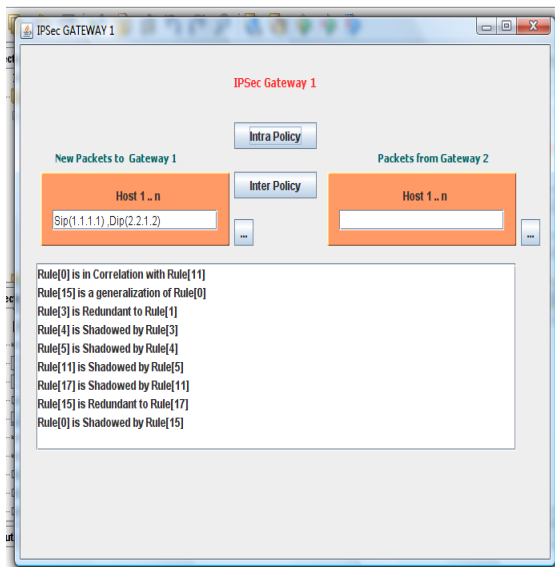 IPSec GATEWAY 1
IPSec Gateway 1
Intra Policy
New Packets to Gateway 1
Packets from Gateway 2
Inter Policy
Host 1 .. n
Host 1 .. n
Sip(1.1.1.1) ,Dip(2.2.1.2)
...
...
Rule[0] is in Correlation with Rule[11]
Rule[15] is a generalization of Rule[0]
Rule[3] is Redundant to Rule[1]
Rule[4] is Shadowed by Rule[3]
Rule[5] is Shadowed by Rule[4]
Rule[11] is Shadowed by Rule[5]
Rule[17] is Shadowed by Rule[11]
Rule[15] is Redundant to Rule[17]
Rule[0] is Shadowed by Rule[15]